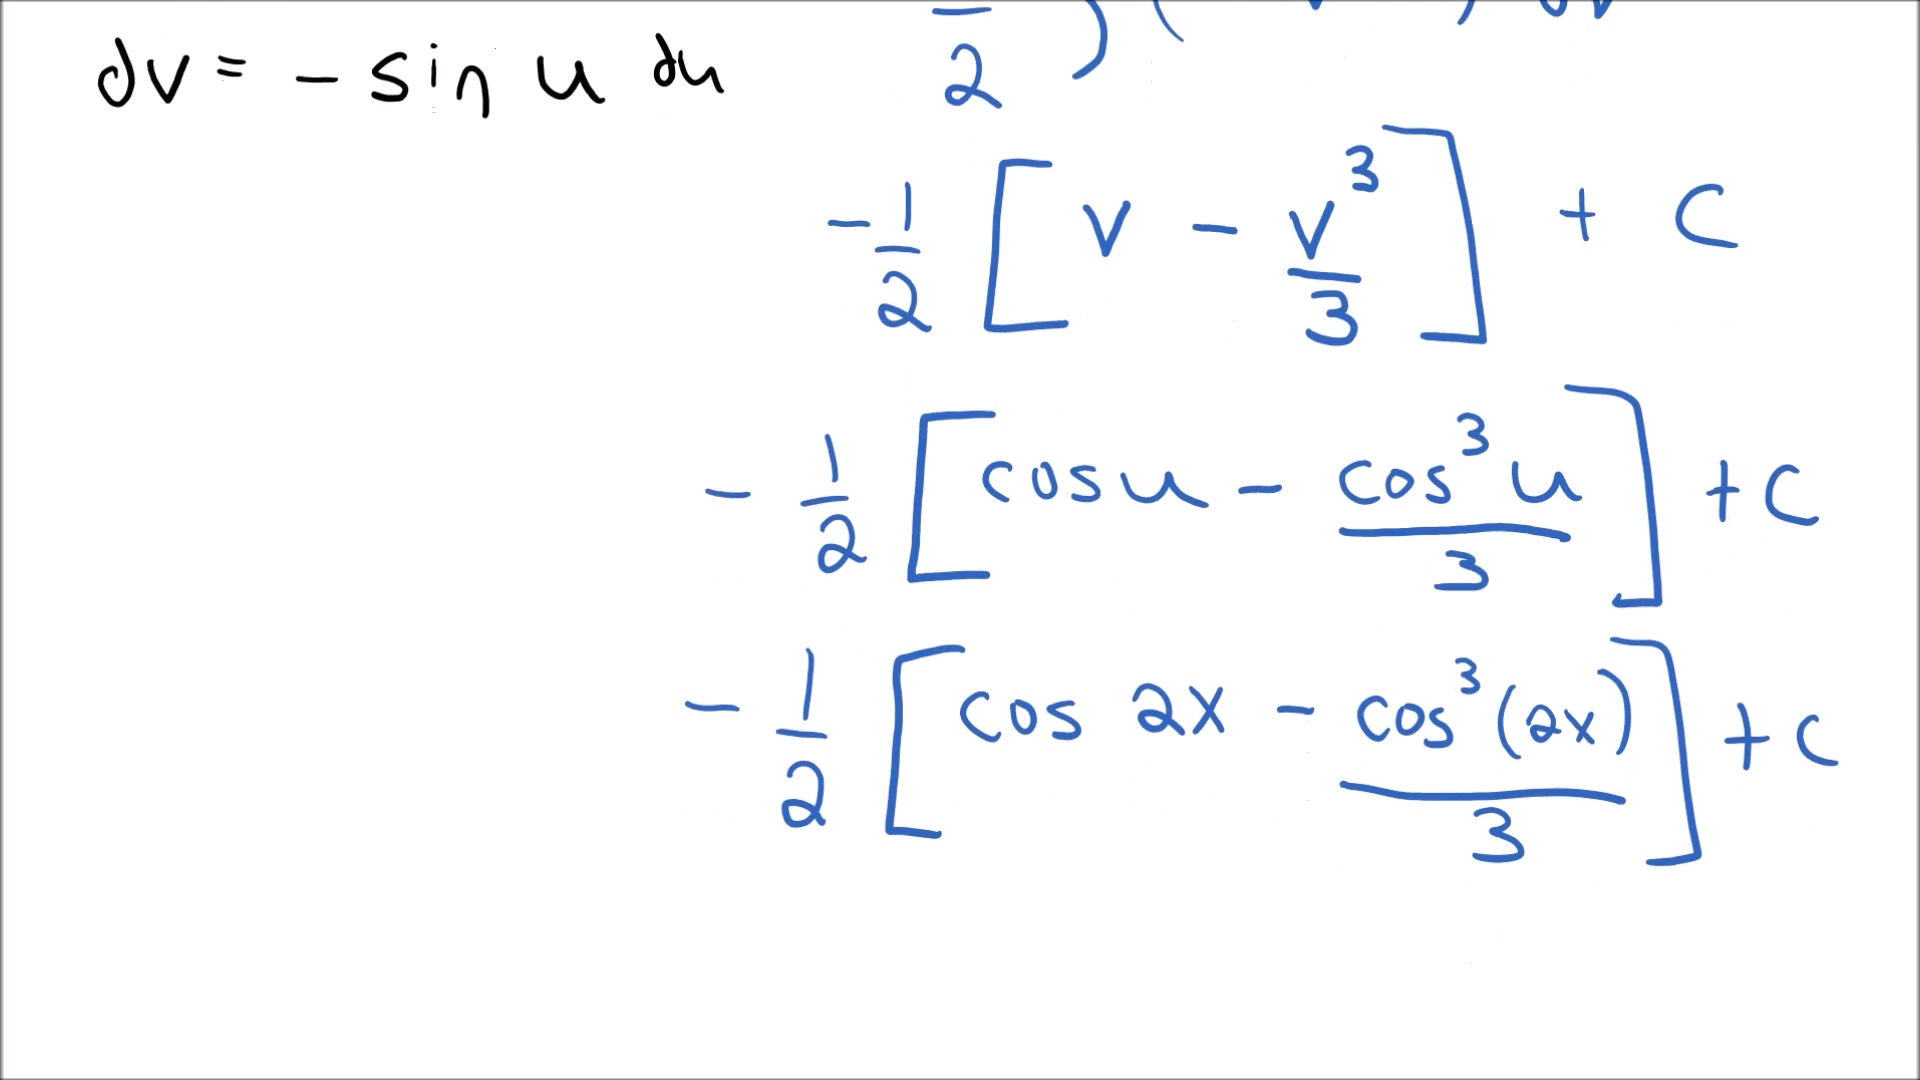 dv = - sin u du
2 )
-1/2 [ v - v^3/3 ] + C
- 1/2 [ cos u - cos^3 u/3 ] + C
- 1/2 [ cos 2x - cos^3 (2x)/3 ] + C